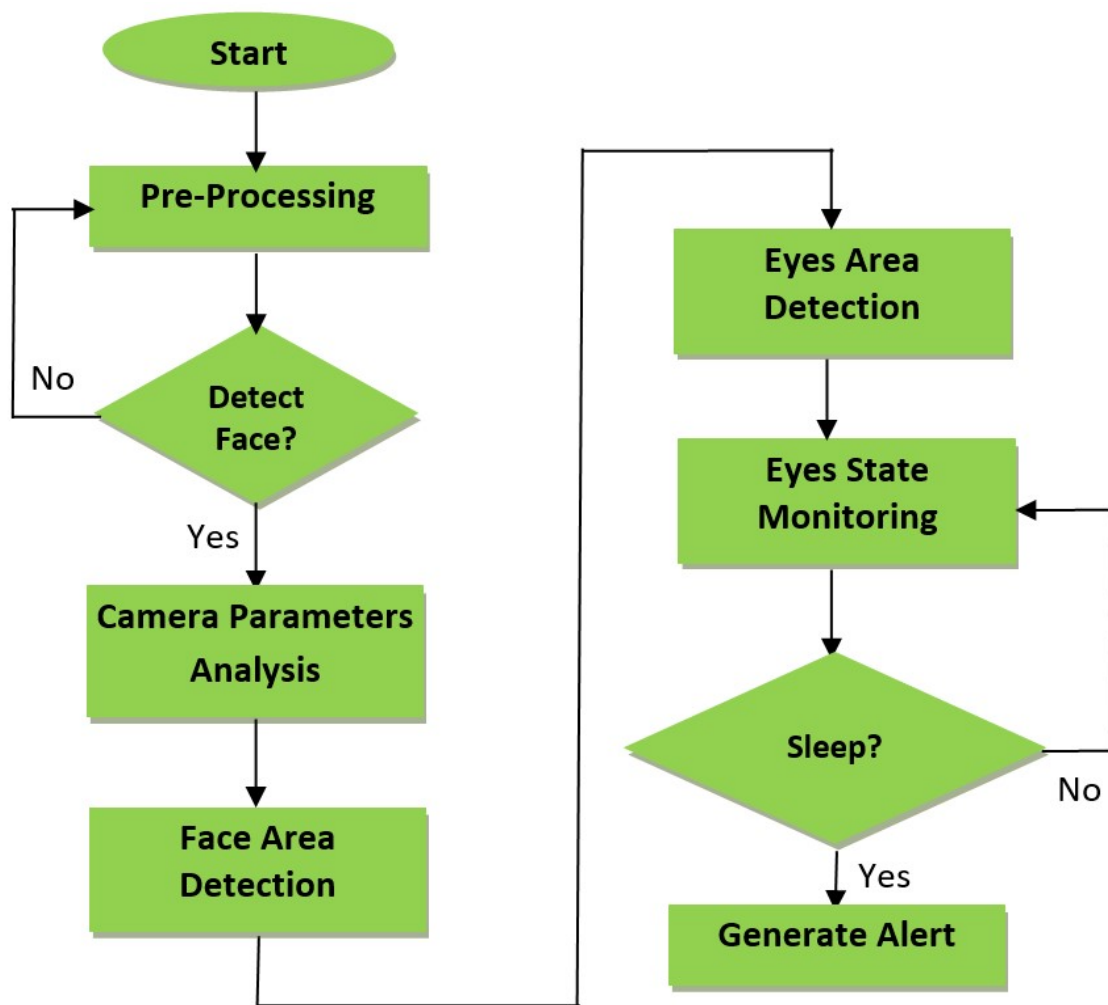 Start
Pre-Processing
No
Detect
Face?
Yes
Camera Parameters
Analysis
Face Area
Detection
Eyes Area
Detection
Eyes State
Monitoring
Sleep?
No
Yes
Generate Alert